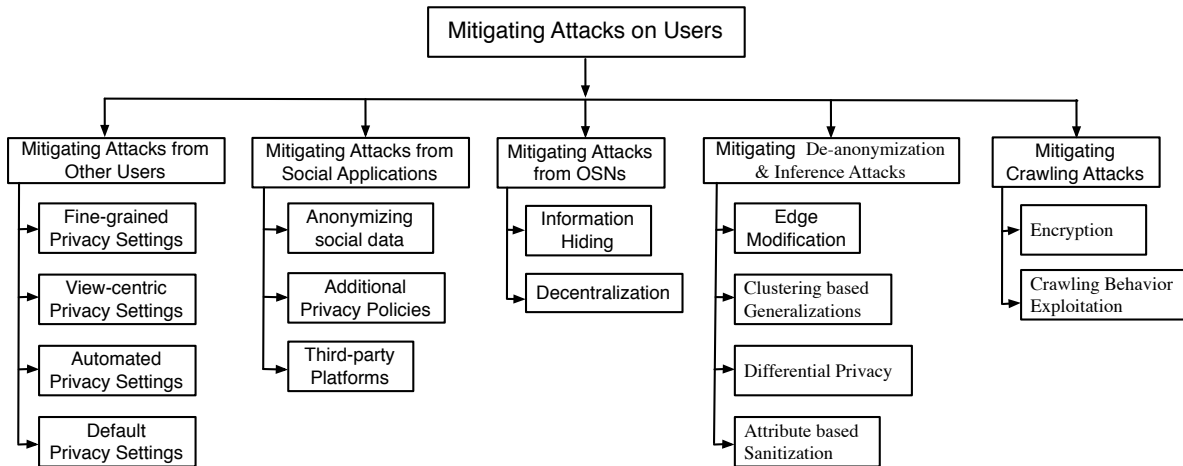 Mitigating Attacks on Users
Mitigating Attacks from
Other Users
Fine-grained
Privacy Settings
View-centric
Privacy Settings
Automated
Privacy Settings
Default
Privacy Settings
Mitigating Attacks from
Social Applications
Anonymizing
social data
Additional
Privacy Policies
Third-party
Platforms
Mitigating Attacks
from OSNs
Information
Hiding
Decentralization
Mitigating De-anonymization
& Inference Attacks
Edge
Modification
Clustering based
Generalizations
Differential Privacy
Attribute based
Sanitization
Mitigating
Crawling Attacks
Encryption
Crawling Behavior
Exploitation